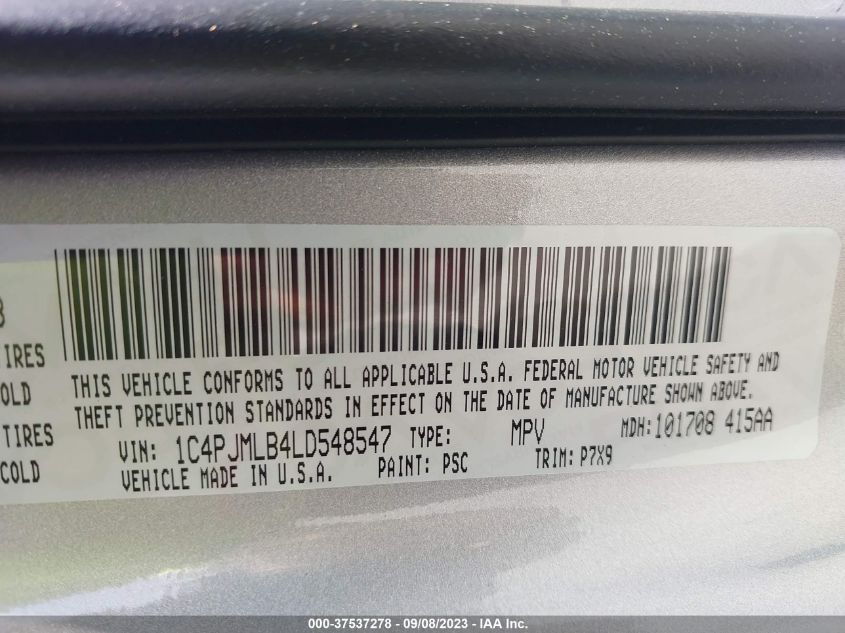 TIRES
COLD
TIRES
COLD
THIS VEHICLE CONFORMS TO ALL APPLICABLE U.S.A. FEDERAL MOTOR VEHICLE SAFETY AND
THEFT PREVENTION STANDARDS IN EFFECT ON THE DATE OF MANUFACTURE SHOWN ABOVE.
VIN: 1C4PJMLB4LD548547 TYPE: MPV MDH: 101708 415AA
VEHICLE MADE IN U.S.A. PAINT: PSC TRIM: P7X9
000-37537278 - 09/08/2023 - IAA Inc.